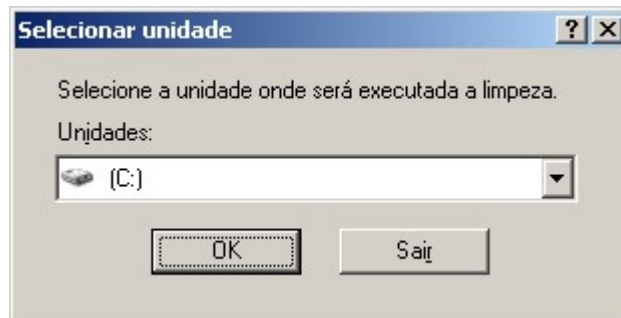 Selecionar unidade
Selecione a unidade onde será executada a limpeza.
Unidades:
(C:)
OK
Sair